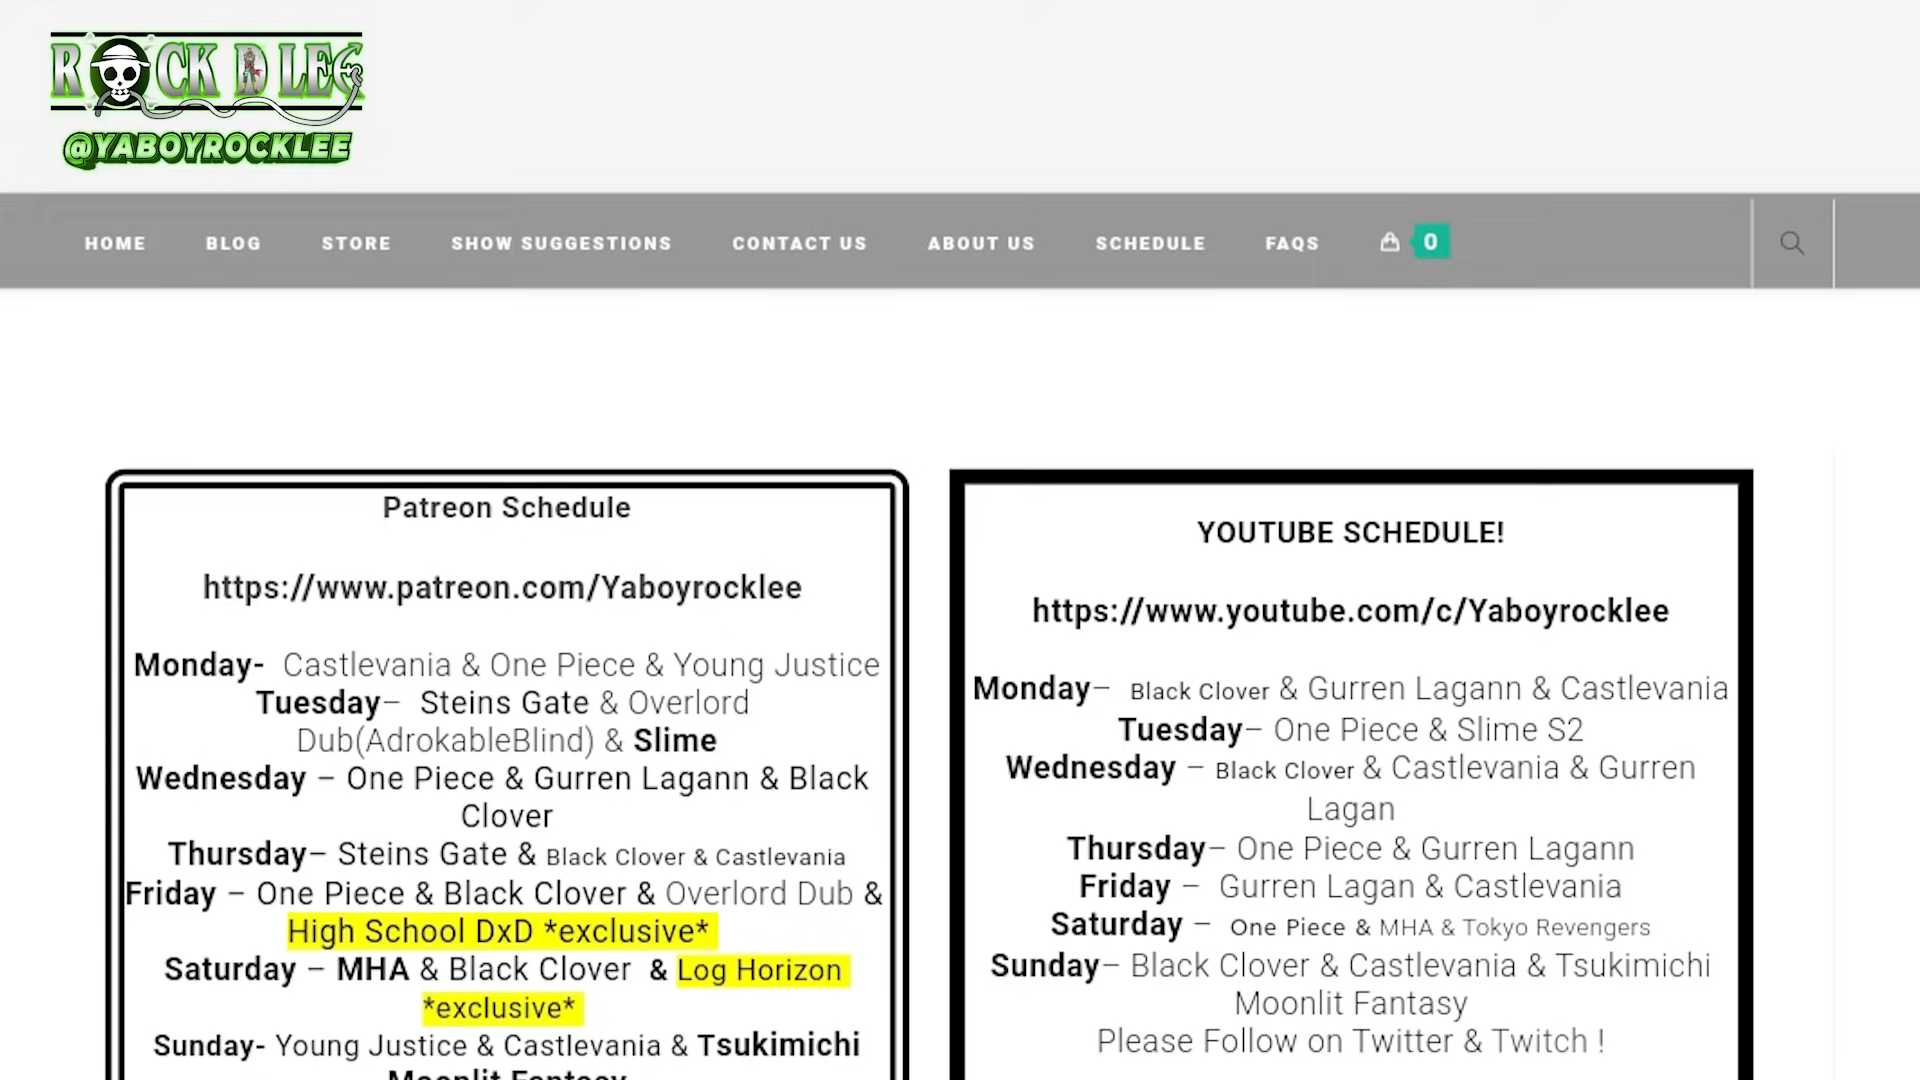 ROCK D LEE
@YABOYROCKLEE
HOME BLOG STORE SHOW SUGGESTIONS CONTACT US ABOUT US SCHEDULE FAQS 0
Patreon Schedule
https://www.patreon.com/Yaboyrocklee
Monday- Castlevania & One Piece & Young Justice
Tuesday– Steins Gate & Overlord
Dub(AdrokableBlind) & Slime
Wednesday – One Piece & Gurren Lagann & Black
Clover
Thursday– Steins Gate & Black Clover & Castlevania
Friday – One Piece & Black Clover & Overlord Dub &
High School DxD *exclusive*
Saturday – MHA & Black Clover & Log Horizon
*exclusive*
Sunday- Young Justice & Castlevania & Tsukimichi
Moonlit Fantasy
YOUTUBE SCHEDULE!
https://www.youtube.com/c/Yaboyrocklee
Monday– Black Clover & Gurren Lagann & Castlevania
Tuesday– One Piece & Slime S2
Wednesday – Black Clover & Castlevania & Gurren
Lagan
Thursday– One Piece & Gurren Lagann
Friday – Gurren Lagan & Castlevania
Saturday – One Piece & MHA & Tokyo Revengers
Sunday– Black Clover & Castlevania & Tsukimichi
Moonlit Fantasy
Please Follow on Twitter & Twitch !